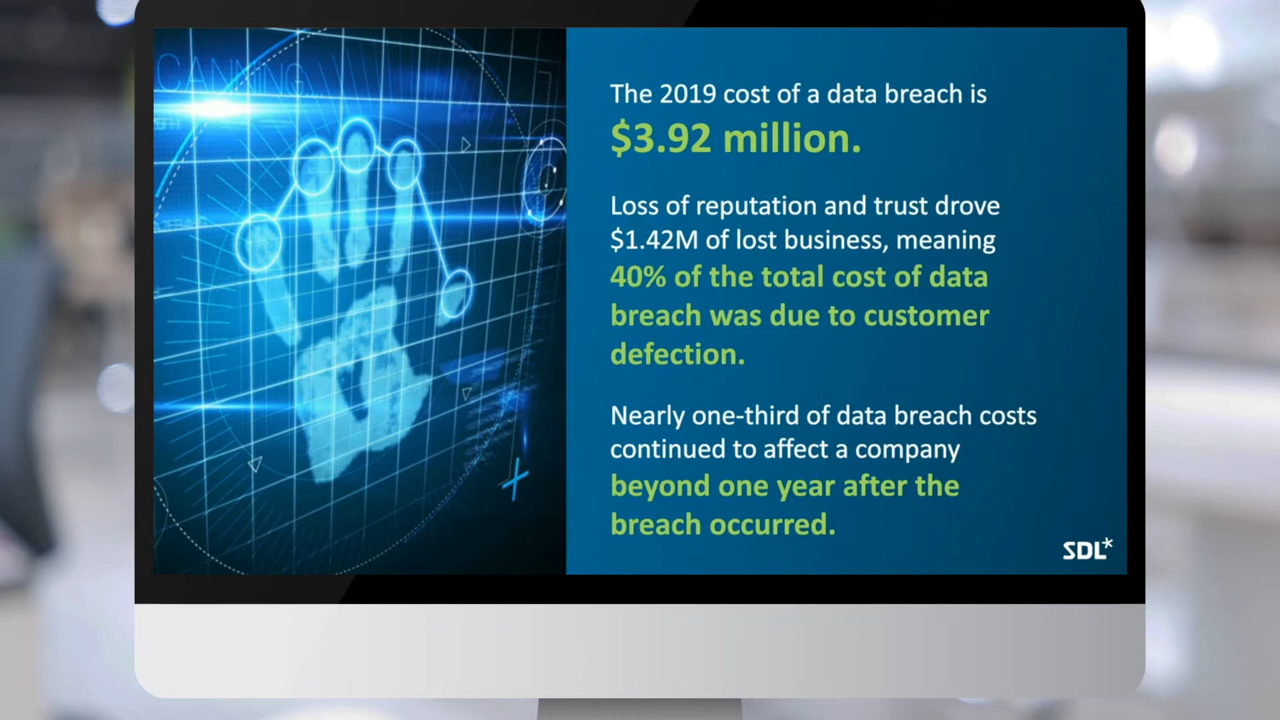 CANNING...
The 2019 cost of a data breach is
$3.92 million.
Loss of reputation and trust drove
$1.42M of lost business, meaning
40% of the total cost of data
breach was due to customer
defection.
Nearly one-third of data breach costs
continued to affect a company
beyond one year after the
breach occurred.
SDL*